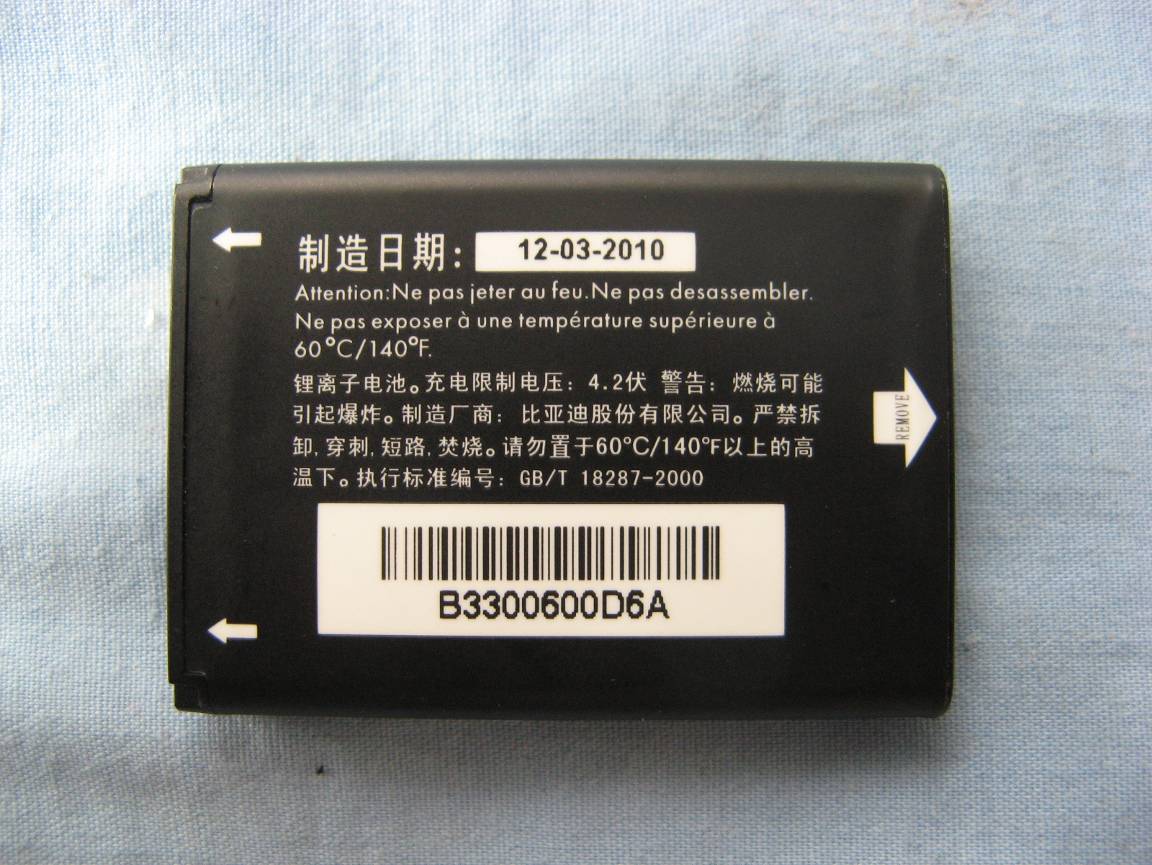 制造日期: 12-03-2010
Attention:Ne pas jeter au feu.Ne pas desassembler.
Ne pas exposer à une température supérieure à
60°C/140°F.
锂离子电池。充电限制电压: 4.2伏 警告: 燃烧可能
引起爆炸。制造厂商: 比亚迪股份有限公司。严禁拆
卸,穿刺,短路,焚烧。请勿置于60°C/140°F以上的高
温下。执行标准编号: GB/T 18287-2000
REMOVE
B3300600D6A